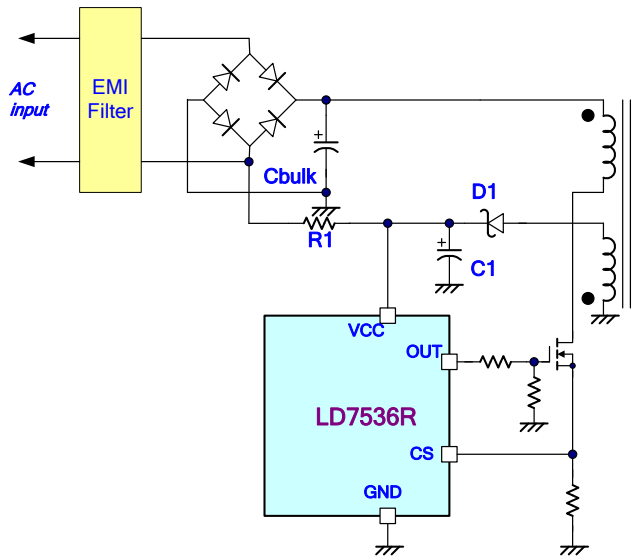 AC
input
EMI
Filter
Cbulk
D1
R1
C1
VCC
OUT
LD7536R
CS
GND
+
+